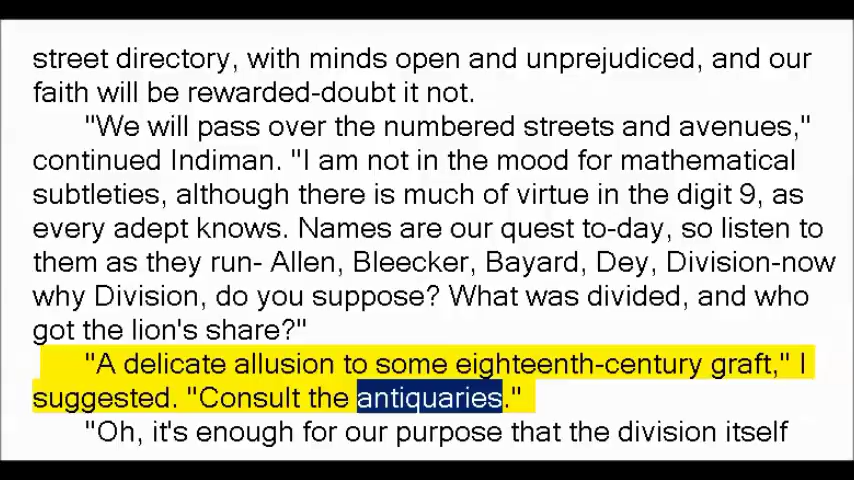 street directory, with minds open and unprejudiced, and our
faith will be rewarded-doubt it not.
"We will pass over the numbered streets and avenues,"
continued Indiman. "I am not in the mood for mathematical
subtleties, although there is much of virtue in the digit 9, as
every adept knows. Names are our quest to-day, so listen to
them as they run- Allen, Bleecker, Bayard, Dey, Division-now
why Division, do you suppose? What was divided, and who
got the lion's share?"
"A delicate allusion to some eighteenth-century graft," I
suggested. "Consult the antiquaries."
"Oh, it's enough for our purpose that the division itself